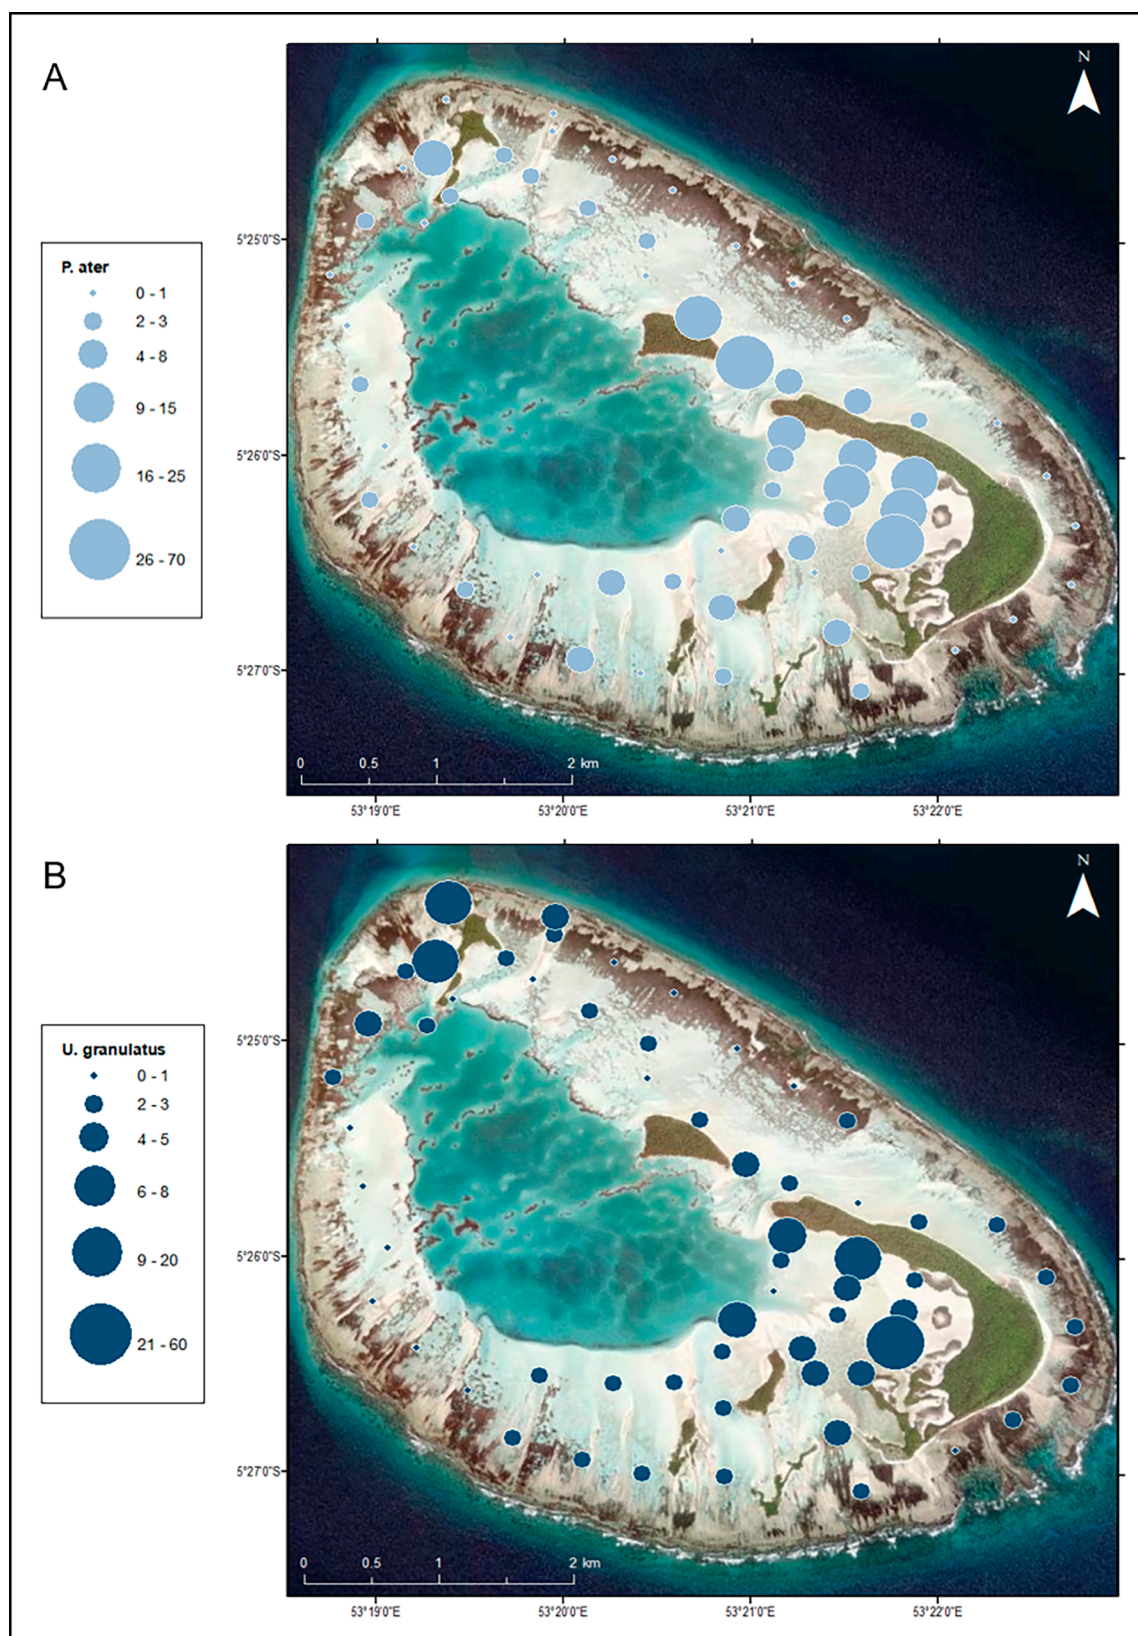 A
N
P. ater
0 - 1
2 - 3
4 - 8
9 - 15
16 - 25
26 - 70
5°25'0"S
5°26'0"S
5°27'0"S
0 0.5 1 2 km
53°19'0"E 53°20'0"E 53°21'0"E 53°22'0"E
B
N
U. granulatus
0 - 1
2 - 3
4 - 5
6 - 8
9 - 20
21 - 60
5°25'0"S
5°26'0"S
5°27'0"S
0 0.5 1 2 km
53°19'0"E 53°20'0"E 53°21'0"E 53°22'0"E